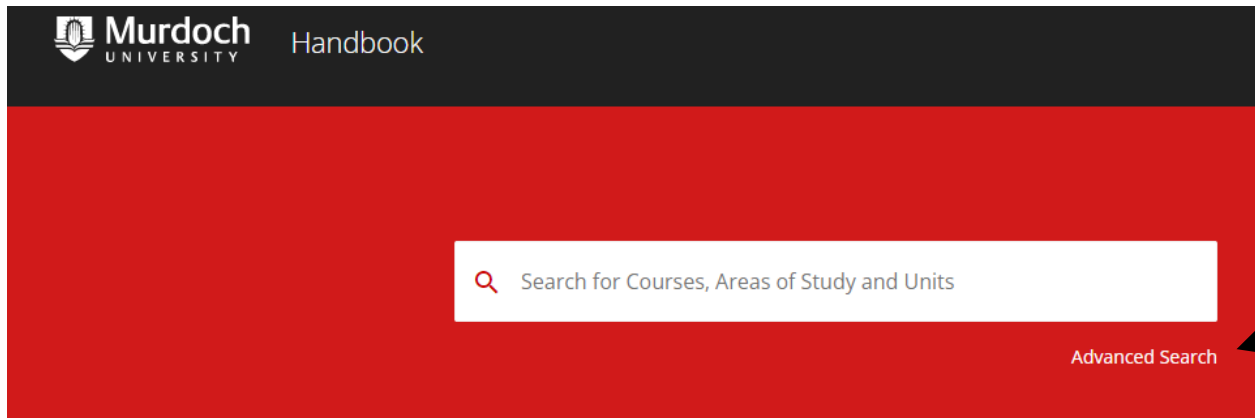 Murdoch
UNIVERSITY
Handbook
Search for Courses, Areas of Study and Units
Advanced Search